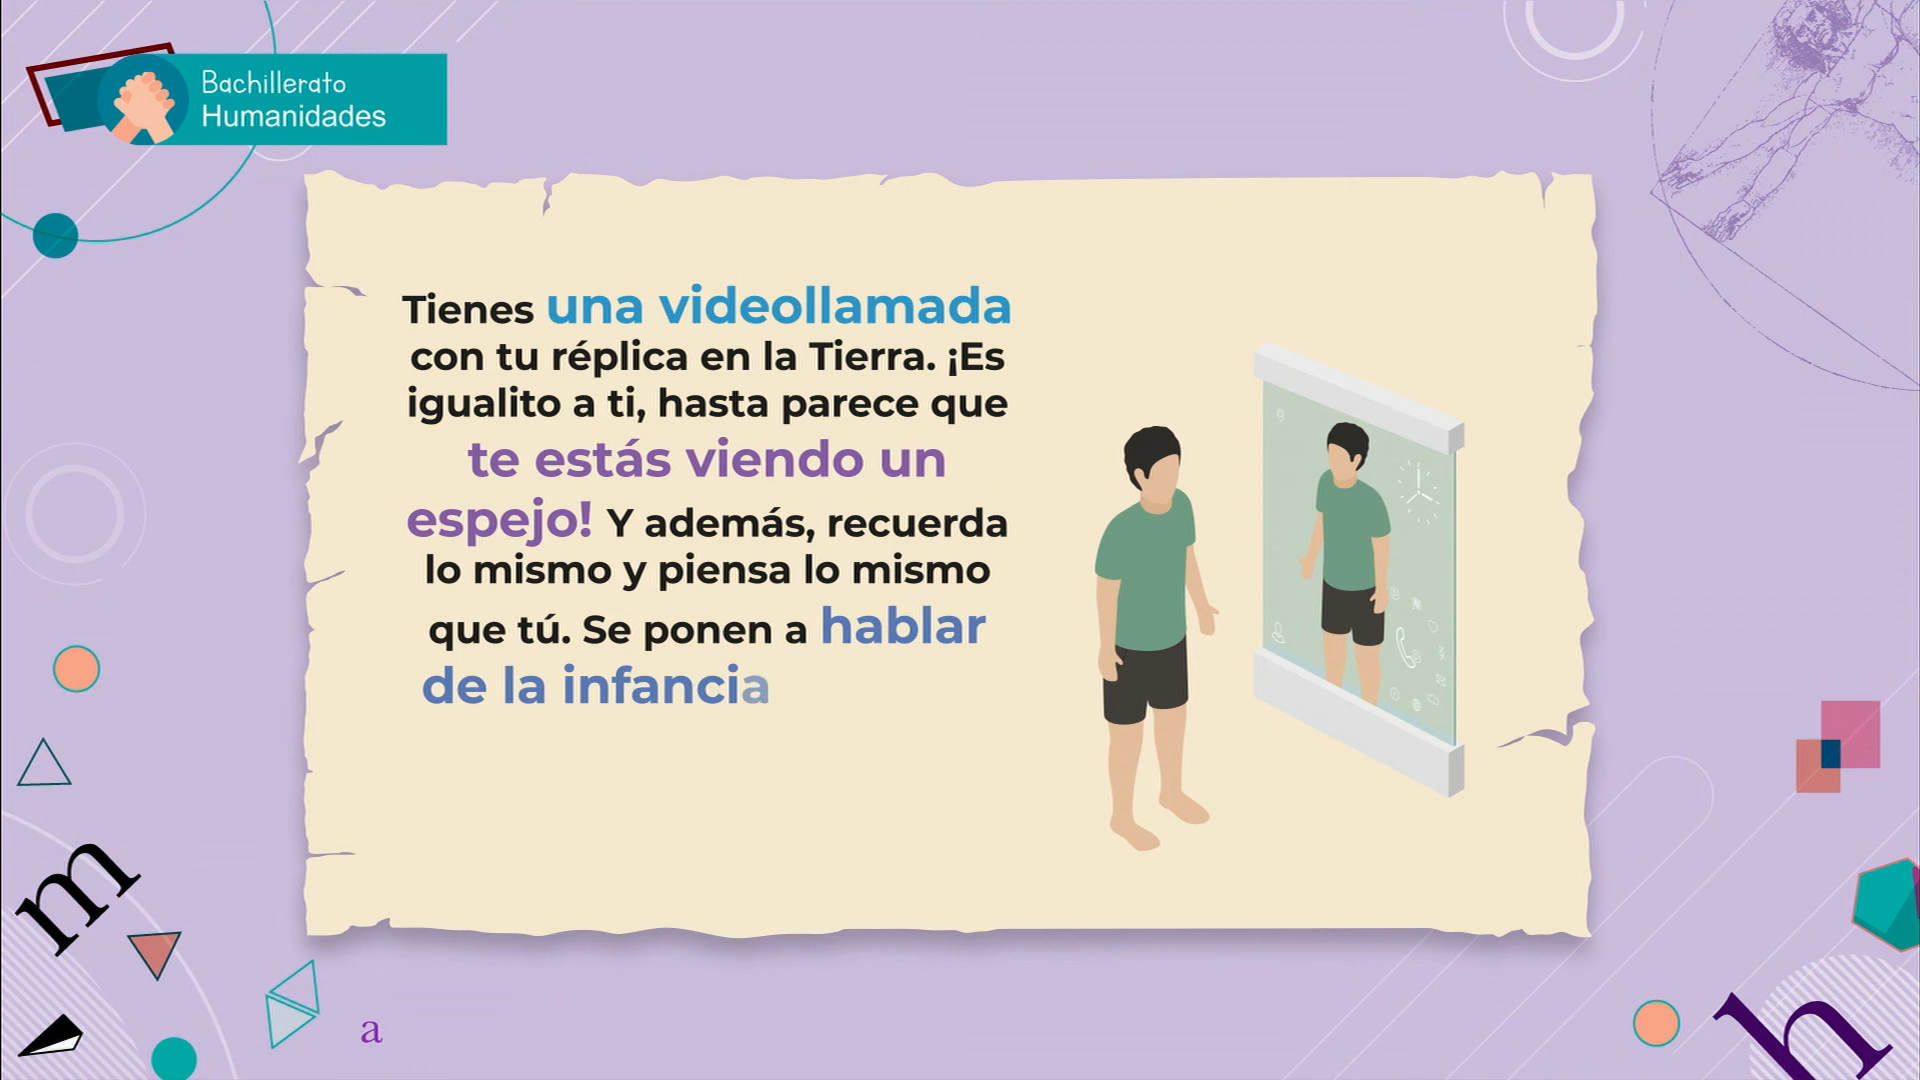 Bachillerato
Humanidades
Tienes una videollamada
con tu réplica en la Tierra. ¡Es
igualito a ti, hasta parece que
te estás viendo un
espejo! Y además, recuerda
lo mismo y piensa lo mismo
que tú. Se ponen a hablar
de la infancia
m
a
h